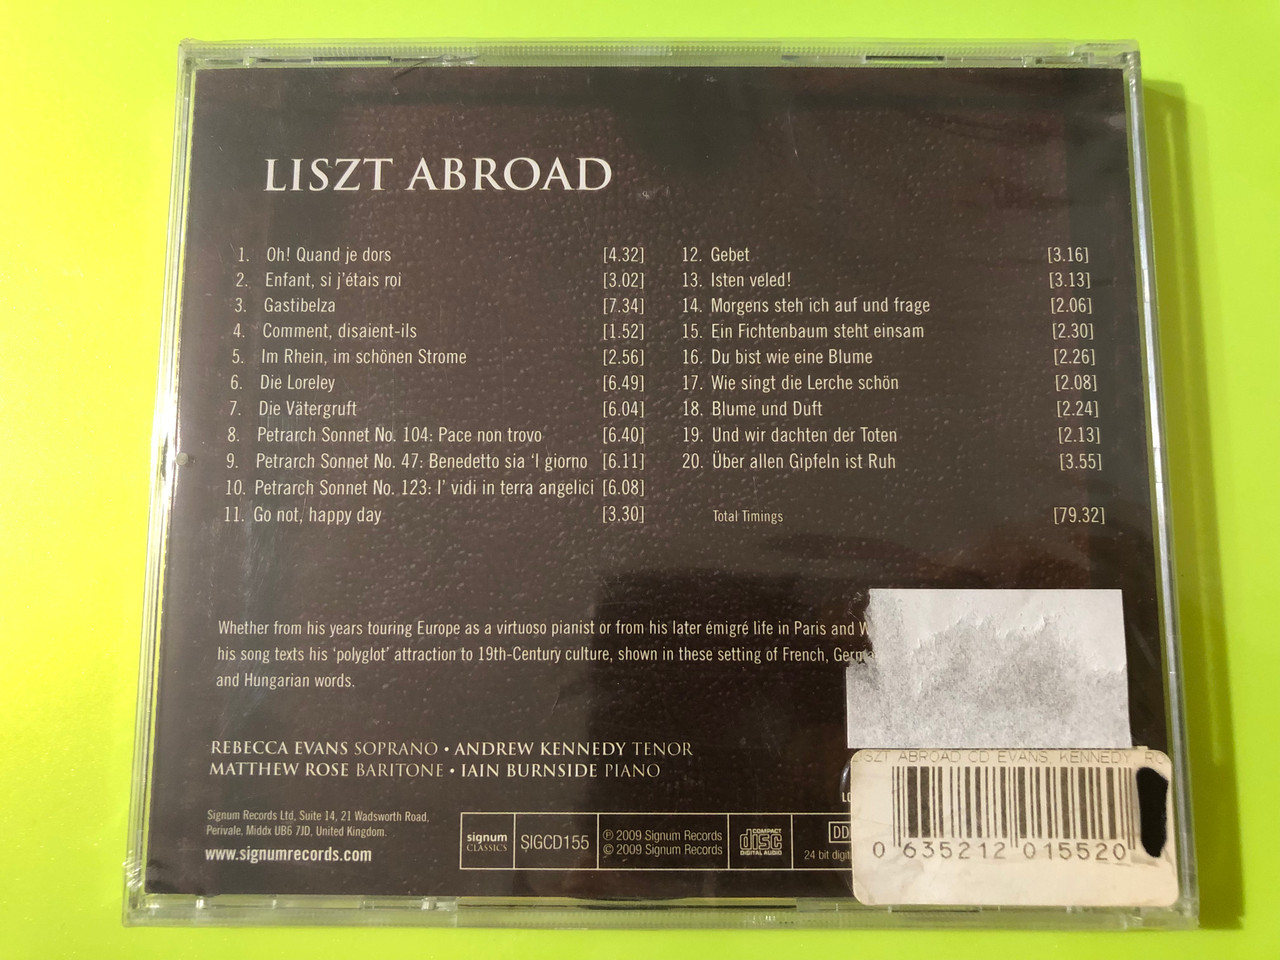 LISZT ABROAD
1. Oh! Quand je dors [4.32]
2. Enfant, si j'étais roi [3.02]
3. Gastibelza [7.34]
4. Comment, disaient-ils [1.52]
5. Im Rhein, im schönen Strome [2.56]
6. Die Loreley [6.49]
7. Die Vätergruft [6.04]
8. Petrarch Sonnet No. 104: Pace non trovo [6.40]
9. Petrarch Sonnet No. 47: Benedetto sia 'l giorno [6.11]
10. Petrarch Sonnet No. 123: I' vidi in terra angelici [6.08]
11. Go not, happy day [3.30]
12. Gebet [3.16]
13. Isten veled! [3.13]
14. Morgens steh ich auf und frage [2.06]
15. Ein Fichtenbaum steht einsam [2.30]
16. Du bist wie eine Blume [2.26]
17. Wie singt die Lerche schön [2.08]
18. Blume und Duft [2.24]
19. Und wir dachten der Toten [2.13]
20. Über allen Gipfeln ist Ruh [3.55]
Total Timings [79.32]
Whether from his years touring Europe as a virtuoso pianist or from his later émigré life in Paris and
his song texts his 'polyglot' attraction to 19th-Century culture, shown in these setting of French,
and Hungarian words.
REBECCA EVANS SOPRANO • ANDREW KENNEDY TENOR
MATTHEW ROSE BARITONE • IAIN BURNSIDE PIANO
Signum Records Ltd, Suite 14, 21 Wadsworth Road,
Perivale, Middx UB6 7JD, United Kingdom.
www.signumrecords.com
signum
CLASSICS
SIGCD155
℗ 2009 Signum Records
© 2009 Signum Records
COMPACT
disc
DIGITAL AUDIO
24 bit
LISZT ABROAD CD EVANS, KENNEDY,
0 635212 015520